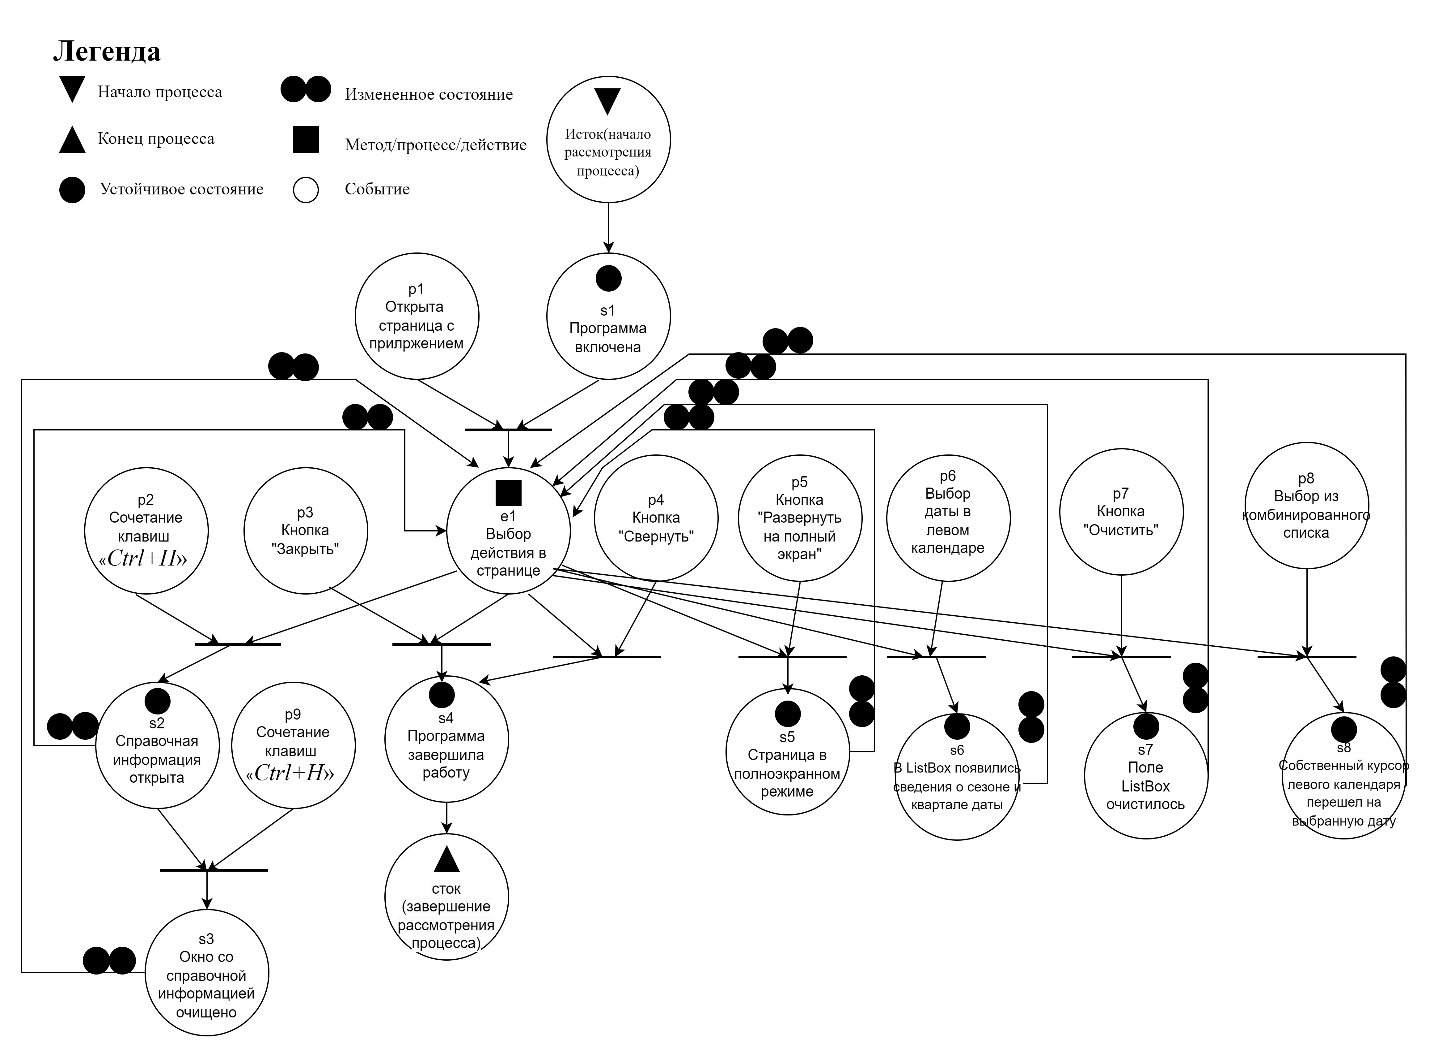 Легенда
Начало процесса
Конец процесса
Устойчивое состояние
Измененное состояние
Метод/процесс/действие
Событие
Исток(начало
рассмотрения
процесса)
p1
Открыта
страница с
прилржением
s1
Программа
включена
p2
Сочетание
клавиш
«Ctrl+H»
p3
Кнопка
"Закрыть"
e1
Выбор
действия в
странице
p4
Кнопка
"Свернуть"
p5
Кнопка
"Развернуть
на полный
экран"
p6
Выбор
даты в
левом
календаре
p7
Кнопка
"Очистить"
p8
Выбор из
комбинированного
списка
s2
Справочная
информация
открыта
p9
Сочетание
клавиш
«Ctrl+H»
s4
Программа
завершила
работу
s5
Страница в
полноэкранном
режиме
s6
В ListBox появились
сведения о сезоне и
квартале даты
s7
Поле
ListBox
очистилось
s8
Собственный курсор
левого календаря
перешел на
выбранную дату
сток
(завершение
рассмотрения
процесса)
s3
Окно со
справочной
информацией
очищено